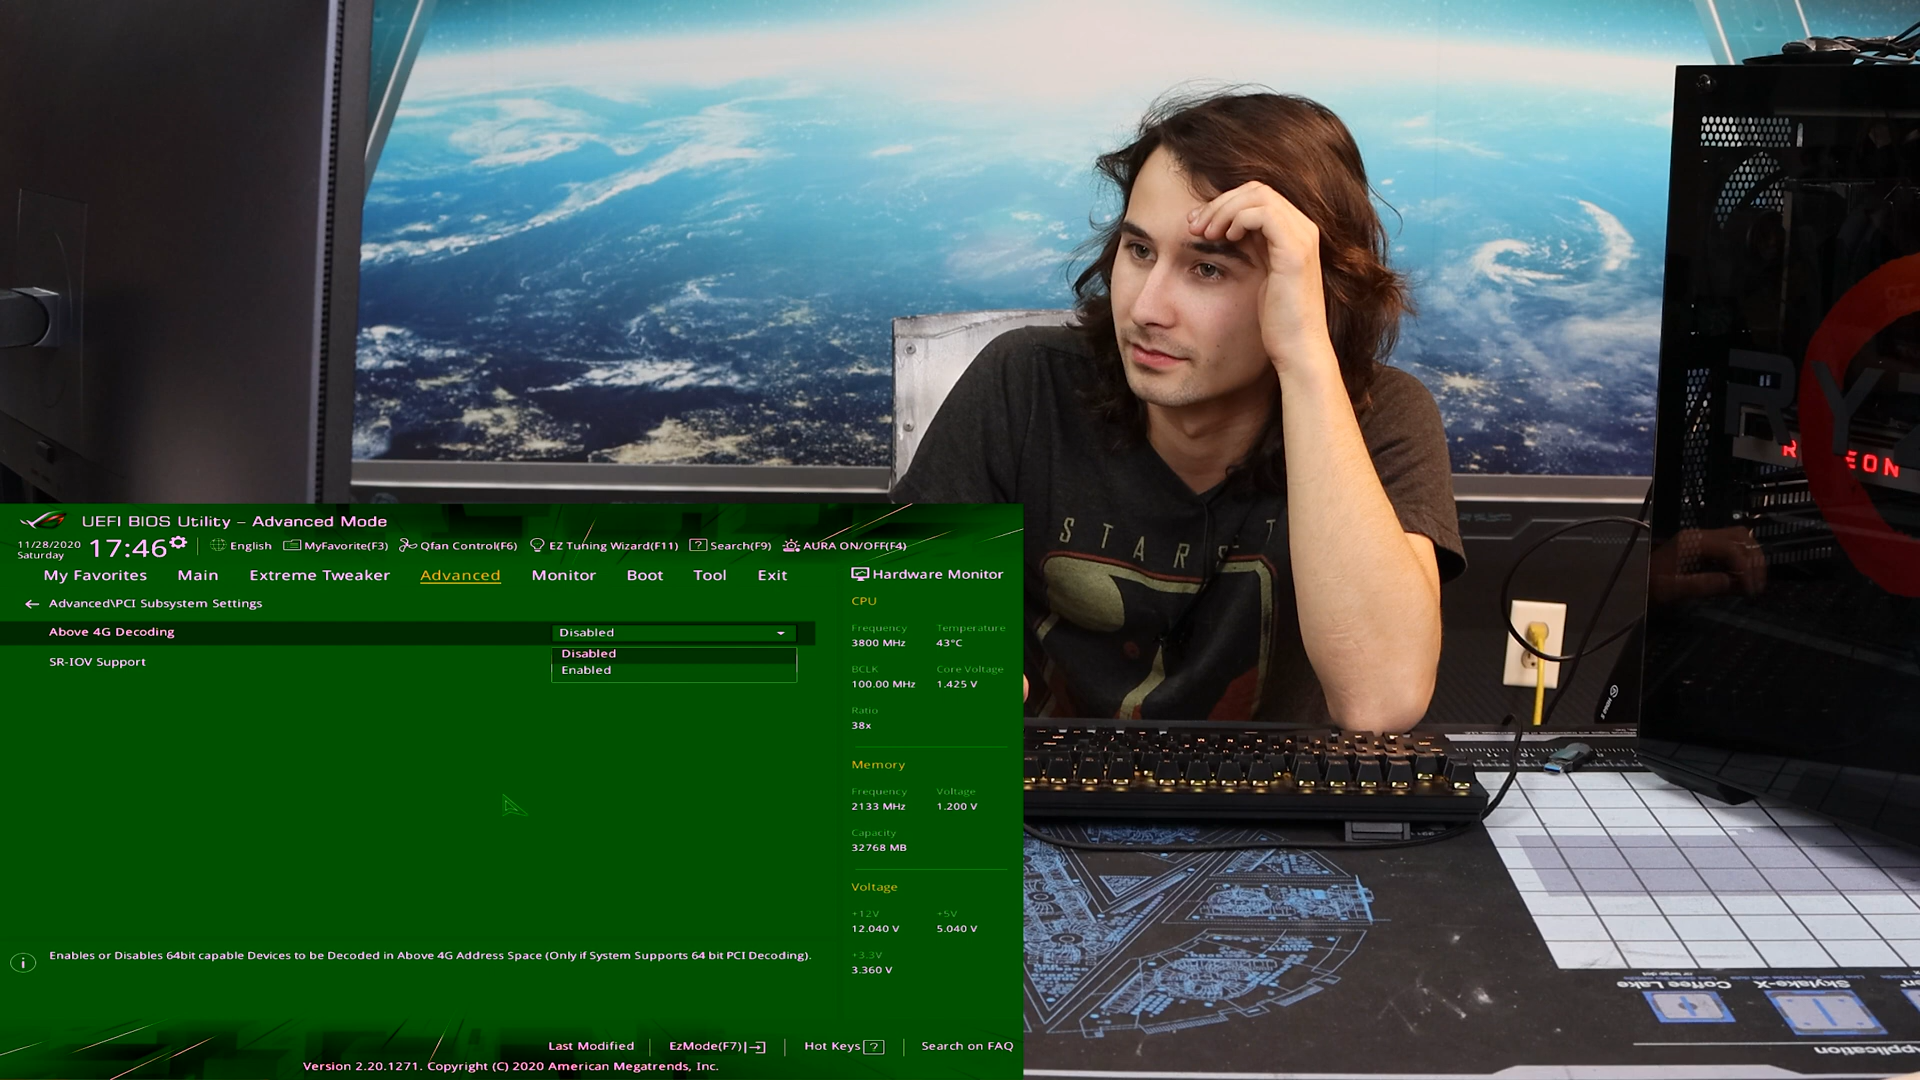 UEFI BIOS Utility – Advanced Mode
11/28/2020
Saturday
17:46
English
MyFavorite(F3)
Qfan Control(F6)
EZ Tuning Wizard(F11)
? Search(F9)
AURA ON/OFF(F4)
My Favorites
Main
Extreme Tweaker
Advanced
Monitor
Boot
Tool
Exit
Hardware Monitor
Advanced\PCI Subsystem Settings
Above 4G Decoding
Disabled
Disabled
Enabled
SR-IOV Support
CPU
Frequency
Temperature
3800 MHz
43°C
BCLK
Core Voltage
100.00 MHz
1.425 V
Ratio
38x
Memory
Frequency
Voltage
2133 MHz
1.200 V
Capacity
32768 MB
Voltage
+12V
+5V
12.040 V
5.040 V
+3.3V
3.360 V
i
Enables or Disables 64bit capable Devices to be Decoded in Above 4G Address Space (Only if System Supports 64 bit PCI Decoding).
Last Modified
EzMode(F7)
Hot Keys ?
Search on FAQ
Version 2.20.1271. Copyright (C) 2020 American Megatrends, Inc.
STARS
RY
EON
Coffee Lake
Skylake-X